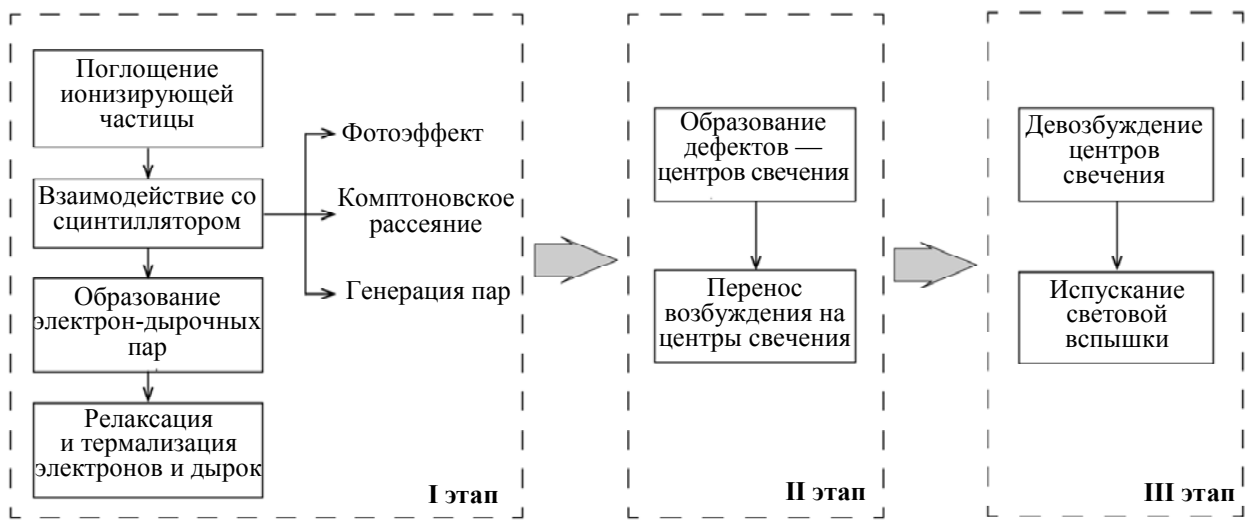 Поглощение
ионизирующей
частицы
Взаимодействие со
сцинтиллятором
Образование
электрон-дырочных
пар
Релаксация
и термализация
электронов и дырок
Фотоэффект
Комптоновское
рассеяние
Генерация пар
I этап
Образование
дефектов —
центров свечения
Перенос
возбуждения на
центры свечения
II этап
Девозбуждение
центров
свечения
Испускание
световой
вспышки
III этап